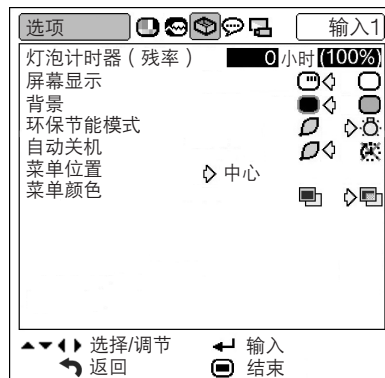 选项 输入1
灯泡计时器（残率） 0 小时(100%)
屏幕显示
背景
环保节能模式
自动关机
菜单位置 中心
菜单颜色
选择/调节 输入
返回 结束